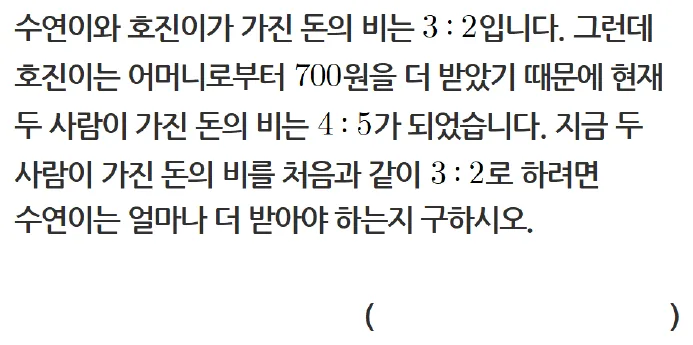 수연이와 호진이가 가진 돈의 비는 3 : 2입니다. 그런데
호진이는 어머니로부터 700원을 더 받았기 때문에 현재
두 사람이 가진 돈의 비는 4 : 5가 되었습니다. 지금 두
사람이 가진 돈의 비를 처음과 같이 3 : 2로 하려면
수연이는 얼마나 더 받아야 하는지 구하시오.
( )